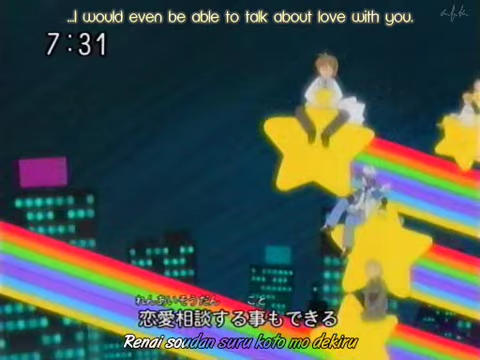 ..I would even be able to talk about love with you.
a.f.k.
7:31
れんあいそうだん こと
恋愛相談する事もできる
Renai soudan suru koto mo dekiru